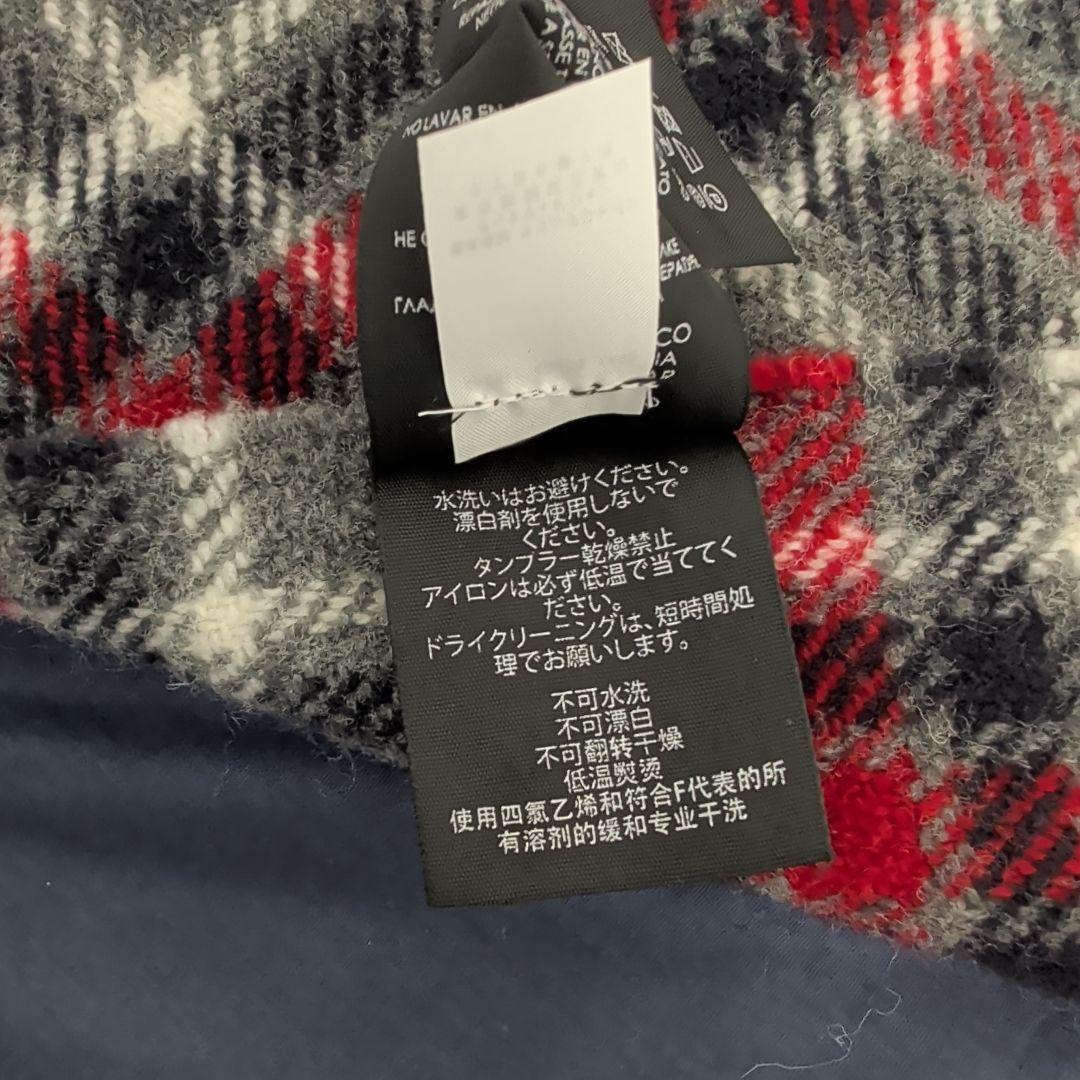 NO LAVAR EN
НЕ
ГЛАД
CO
水洗いはお避けください。
漂白剤を使用しないで
ください。
タンブラー乾燥禁止
アイロンは必ず低温で当ててく
ださい。
ドライクリーニングは、短時間処
理でお願いします。
不可水洗
不可漂白
不可翻转干燥
低温熨烫
使用四氯乙烯和符合F代表的所
有溶剂的缓和专业干洗